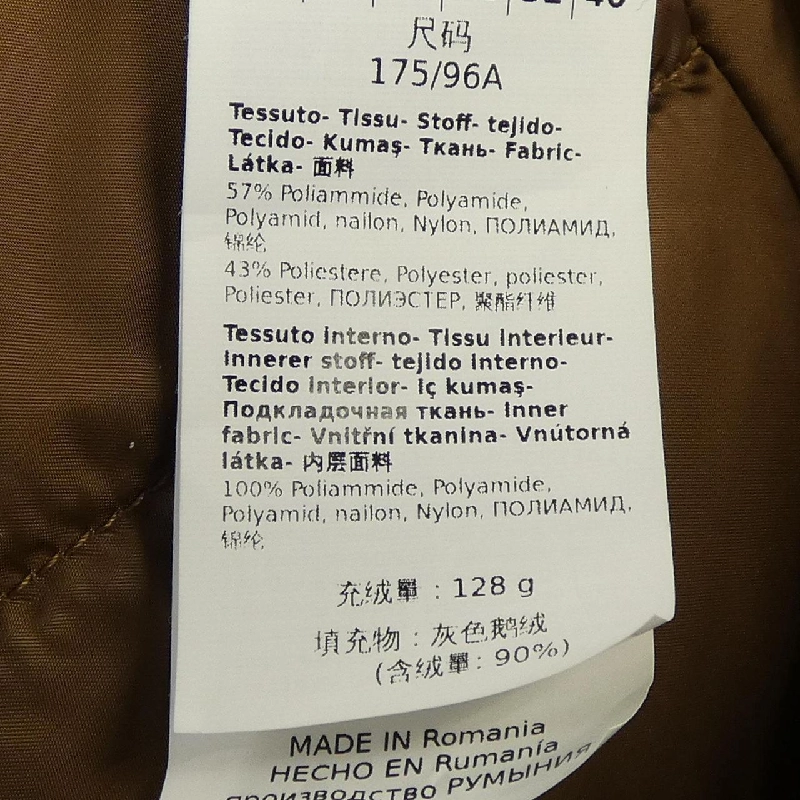 尺码
175/96A
Tessuto- Tissu- Stoff- tejido-
Tecido- Kumaş- Ткань- Fabric-
Látka- 面料
57% Poliammide, Polyamide,
Polyamid, nailon, Nylon, ПОЛИАМИД,
锦纶
43% Poliestere, Polyester, poliester,
Poliester, ПОЛИЭСТЕР, 聚酯纤维
Tessuto interno- Tissu interieur-
Innerer stoff- tejido interno-
Tecido interior- iç kumaş-
Подкладочная ткань- Inner
fabric- Vnitřní tkanina- Vnútorná
látka- 内层面料
100% Poliammide, Polyamide,
Polyamid, nailon, Nylon, ПОЛИАМИД,
锦纶
充绒量 : 128 g
填充物 : 灰色鹅绒
(含绒量: 90%)
MADE IN Romania
HECHO EN Rumanía
производство РУМЫНИЯ